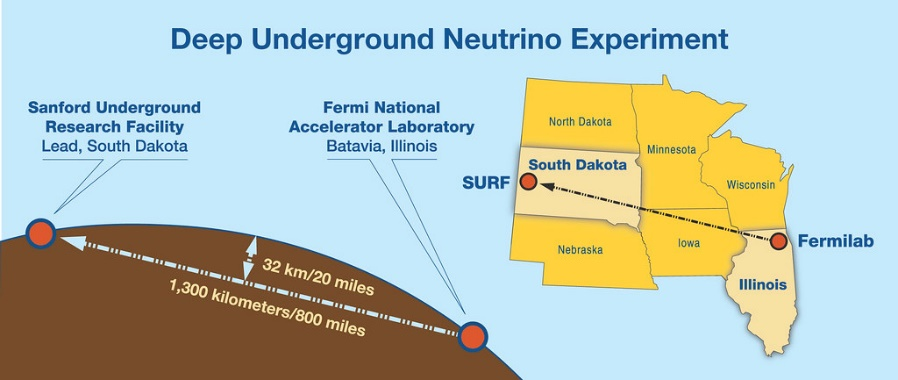 Deep Underground Neutrino Experiment
Sanford Underground
Research Facility
Lead, South Dakota
Fermi National
Accelerator Laboratory
Batavia, Illinois
32 km/20 miles
1,300 kilometers/800 miles
North Dakota
Minnesota
South Dakota
SURF
Wisconsin
Fermilab
Nebraska
Iowa
Illinois